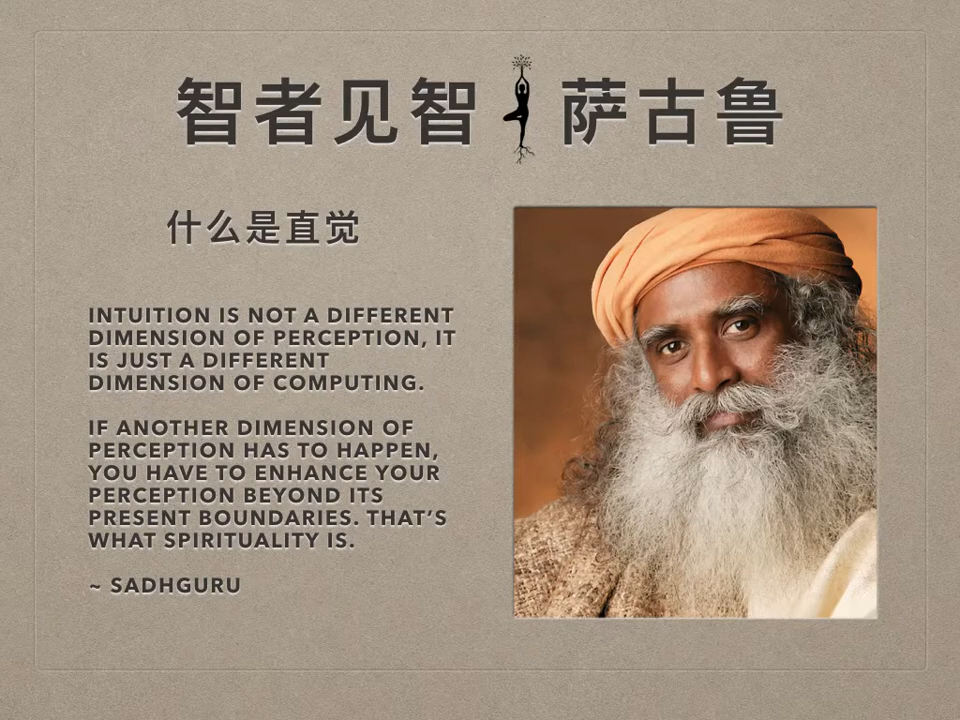 智者见智 萨古鲁
什么是直觉
INTUITION IS NOT A DIFFERENT
DIMENSION OF PERCEPTION, IT
IS JUST A DIFFERENT
DIMENSION OF COMPUTING.
IF ANOTHER DIMENSION OF
PERCEPTION HAS TO HAPPEN,
YOU HAVE TO ENHANCE YOUR
PERCEPTION BEYOND ITS
PRESENT BOUNDARIES. THAT’S
WHAT SPIRITUALITY IS.
~ SADHGURU